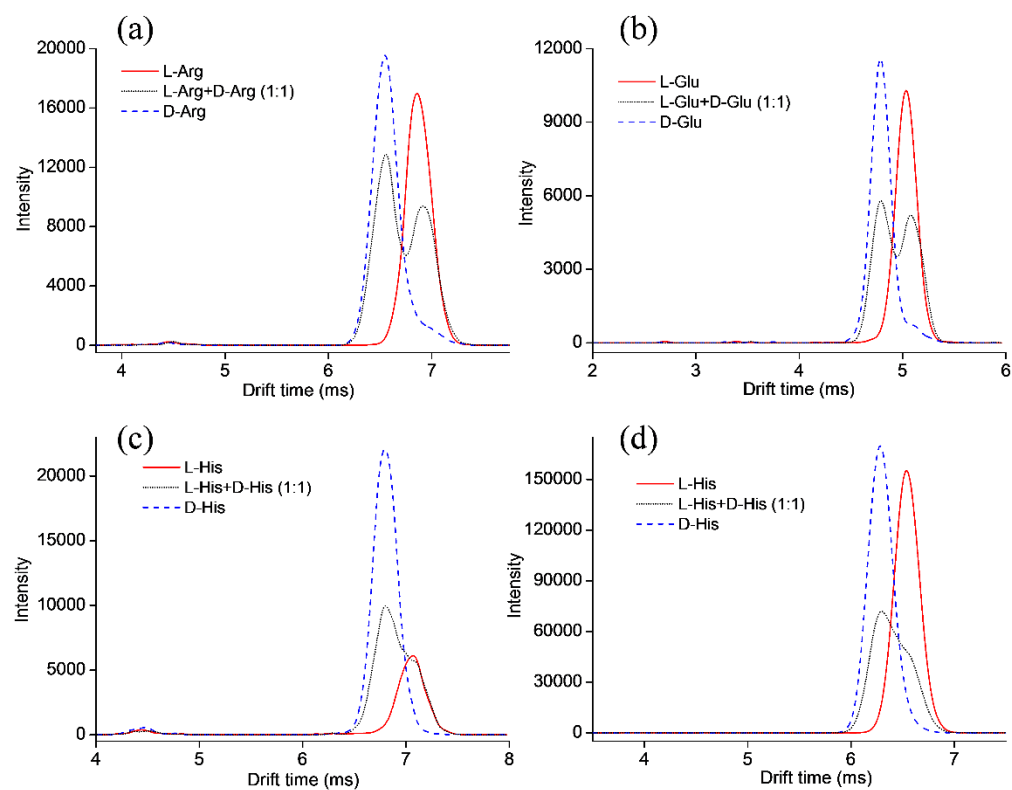 (a)
20000
16000
12000
8000
4000
0
Intensity
L-Arg
L-Arg+D-Arg (1:1)
D-Arg
4 5 6 7
Drift time (ms)
(b)
12000
9000
6000
3000
0
Intensity
L-Glu
L-Glu+D-Glu (1:1)
D-Glu
2 3 4 5 6
Drift time (ms)
(c)
20000
15000
10000
5000
0
Intensity
L-His
L-His+D-His (1:1)
D-His
4 5 6 7 8
Drift time (ms)
(d)
150000
120000
90000
60000
30000
0
Intensity
L-His
L-His+D-His (1:1)
D-His
4 5 6 7
Drift time (ms)